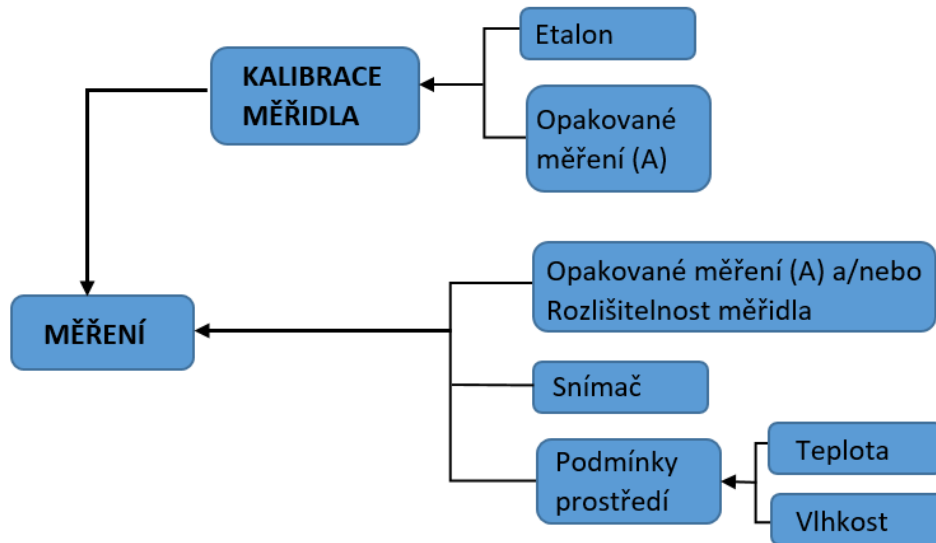 Etalon
KALIBRACE
MĚŘIDLA
Opakované
měření (A)
Opakované měření (A) a/nebo
Rozlišitelnost měřidla
MĚŘENÍ
Snímač
Podmínky
prostředí
Teplota
Vlhkost